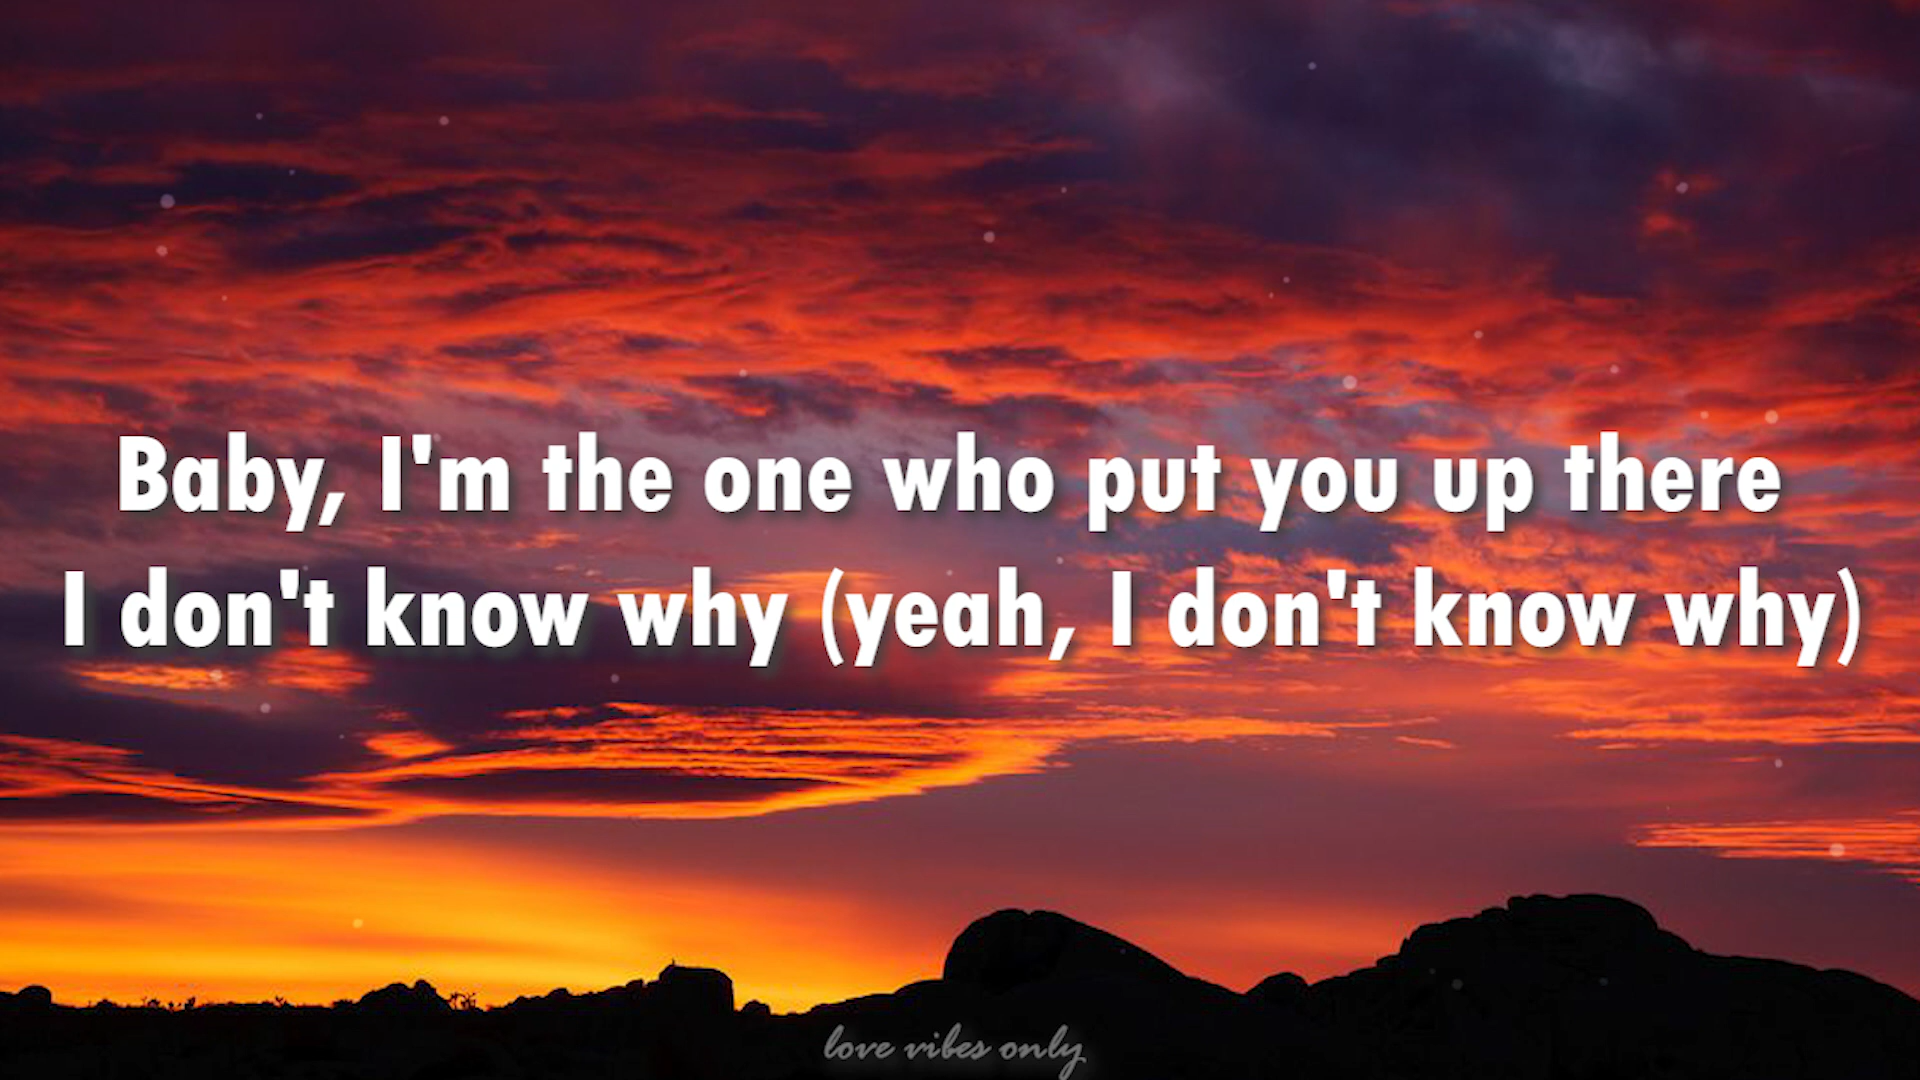 Baby, I'm the one who put you up there
I don't know why (yeah, I don't know why)
love vibes only